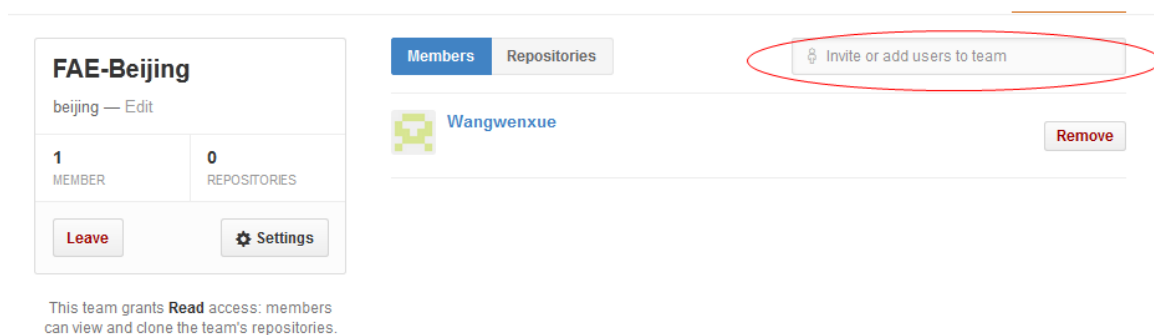 FAE-Beijing
beijing — Edit
1
MEMBER
0
REPOSITORIES
Leave
Settings
This team grants Read access: members
can view and clone the team's repositories.
Members
Repositories
Invite or add users to team
Wangwenxue
Remove